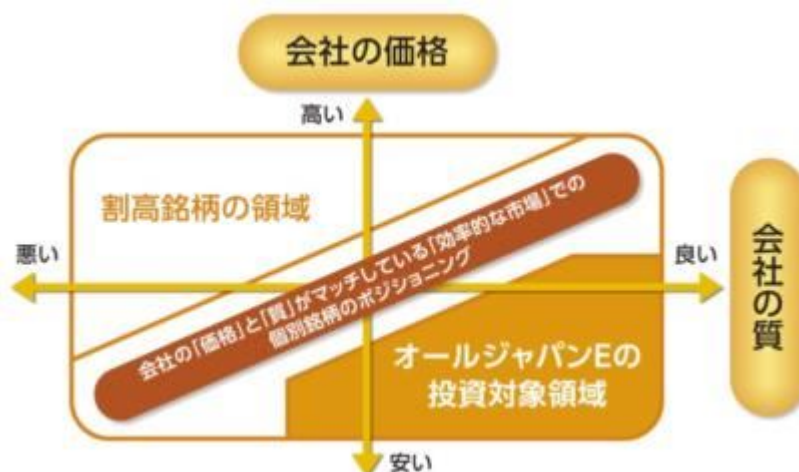 会社の価格
高い
割高銘柄の領域
悪い
会社の「価格」と「質」がマッチしている「効率的な市場」での
個別銘柄のポジショニング
良い
会社の質
オールジャパンEの
投資対象領域
安い